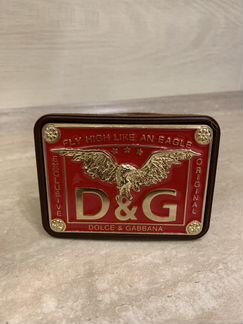 FLY HIGH LIKE AN EAGLE
EXCLUSIVE
ORIGINAL
D&G
DOLCE & GABBANA